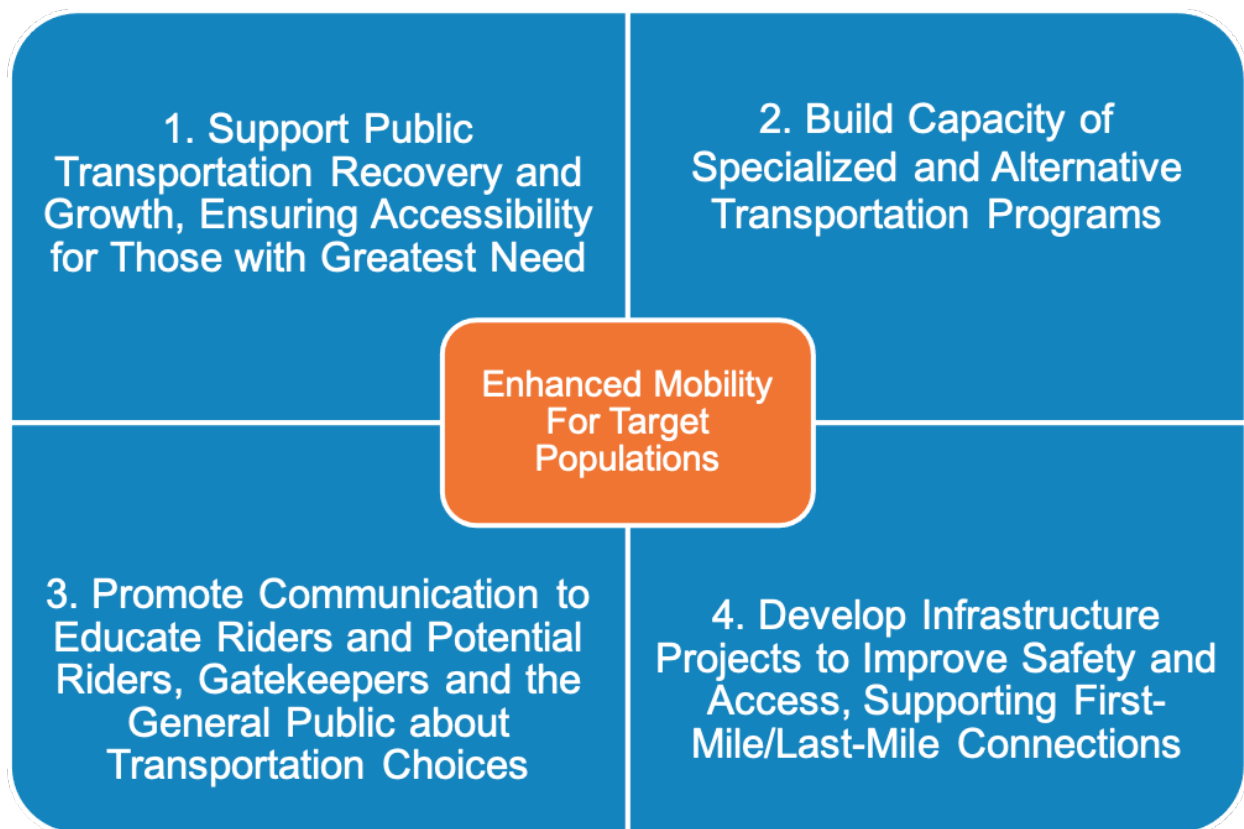 1. Support Public
Transportation Recovery and
Growth, Ensuring Accessibility
for Those with Greatest Need
2. Build Capacity of
Specialized and Alternative
Transportation Programs
Enhanced Mobility
For Target
Populations
3. Promote Communication to
Educate Riders and Potential
Riders, Gatekeepers and the
General Public about
Transportation Choices
4. Develop Infrastructure
Projects to Improve Safety and
Access, Supporting First-
Mile/Last-Mile Connections